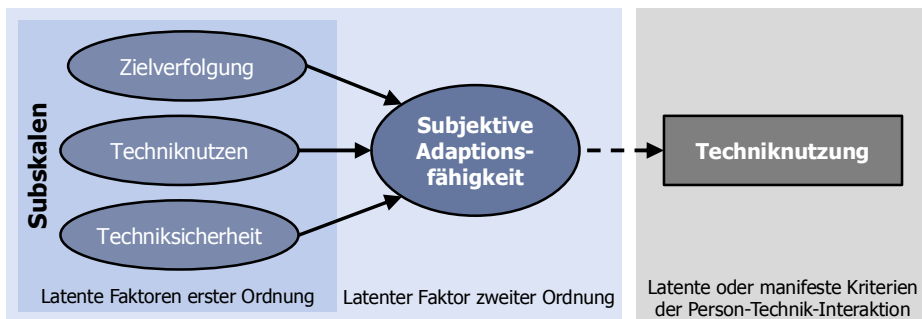 Subskalen
Zielverfolgung
Techniknutzen
Techniksicherheit
Latente Faktoren erster Ordnung
Subjektive
Adaptions-
fähigkeit
Latenter Faktor zweiter Ordnung
Techniknutzung
Latente oder manifeste Kriterien
der Person-Technik-Interaktion